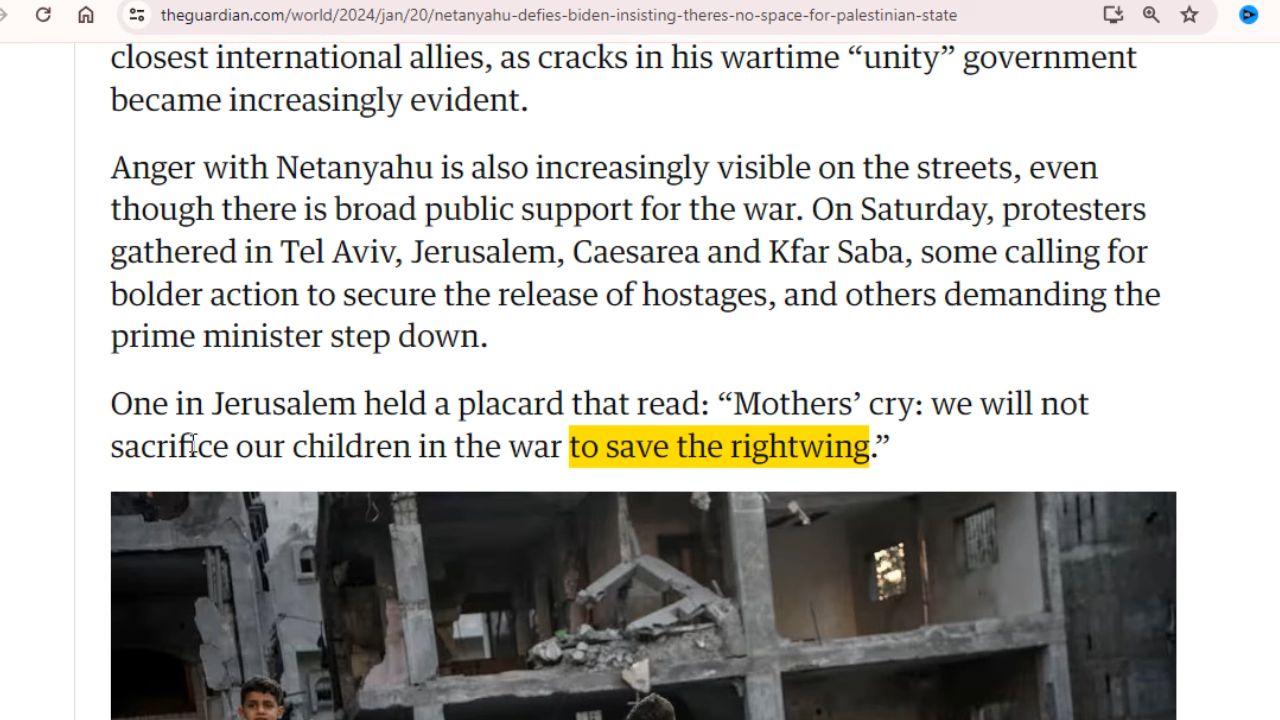 theguardian.com/world/2024/jan/20/netanyahu-defies-biden-insisting-theres-no-space-for-palestinian-state
closest international allies, as cracks in his wartime “unity” government
became increasingly evident.
Anger with Netanyahu is also increasingly visible on the streets, even
though there is broad public support for the war. On Saturday, protesters
gathered in Tel Aviv, Jerusalem, Caesarea and Kfar Saba, some calling for
bolder action to secure the release of hostages, and others demanding the
prime minister step down.
One in Jerusalem held a placard that read: “Mothers’ cry: we will not
sacrifice our children in the war to save the rightwing.”